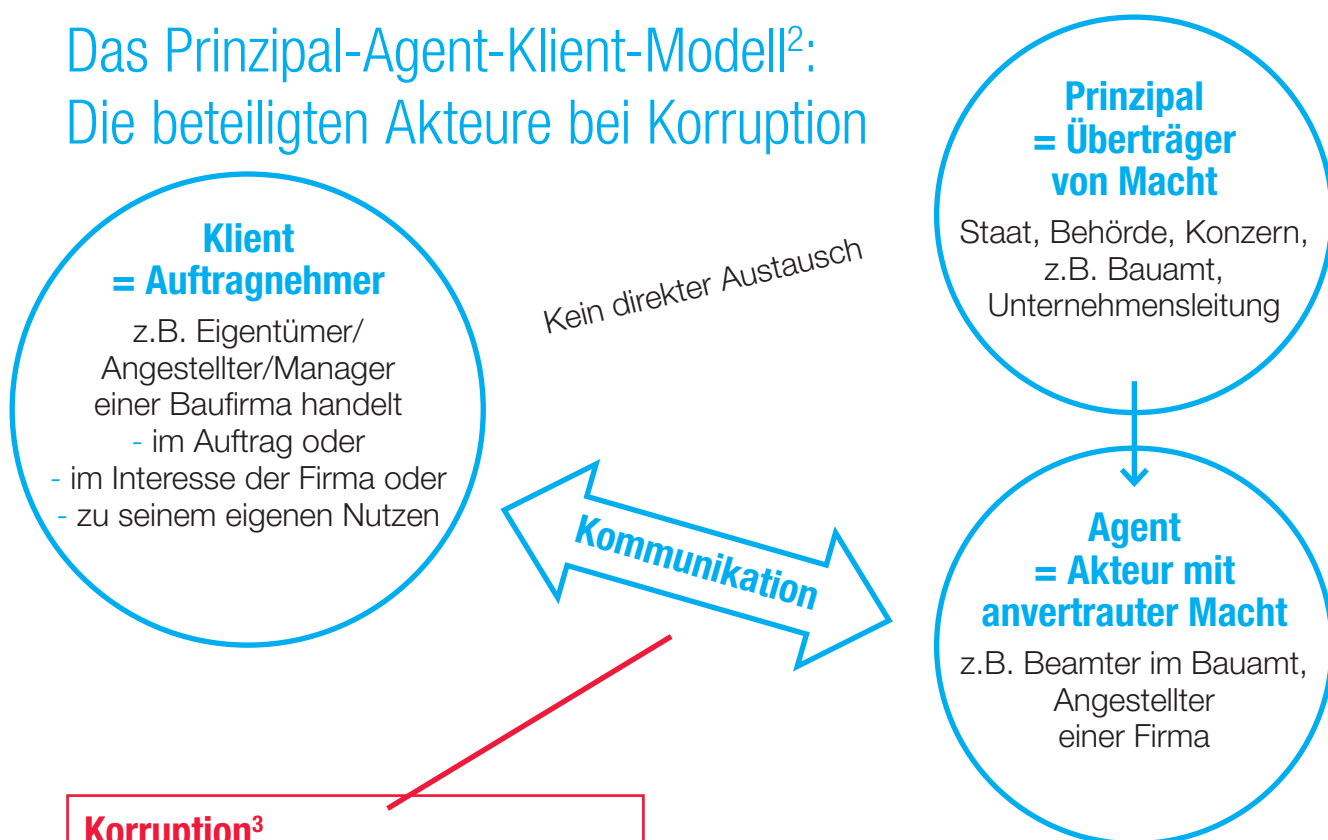 Das Prinzipal-Agent-Klient-Modell²:
Die beteiligten Akteure bei Korruption
Klient
= Auftragnehmer
z.B. Eigentümer/
Angestellter/Manager
einer Baufirma handelt
- im Auftrag oder
- im Interesse der Firma oder
- zu seinem eigenen Nutzen
Kein direkter Austausch
Prinzipal
= Überträger
von Macht
Staat, Behörde, Konzern,
z.B. Bauamt,
Unternehmensleitung
Kommunikation
Agent
= Akteur mit
anvertrauter Macht
z.B. Beamter im Bauamt,
Angestellter
einer Firma
Korruption³